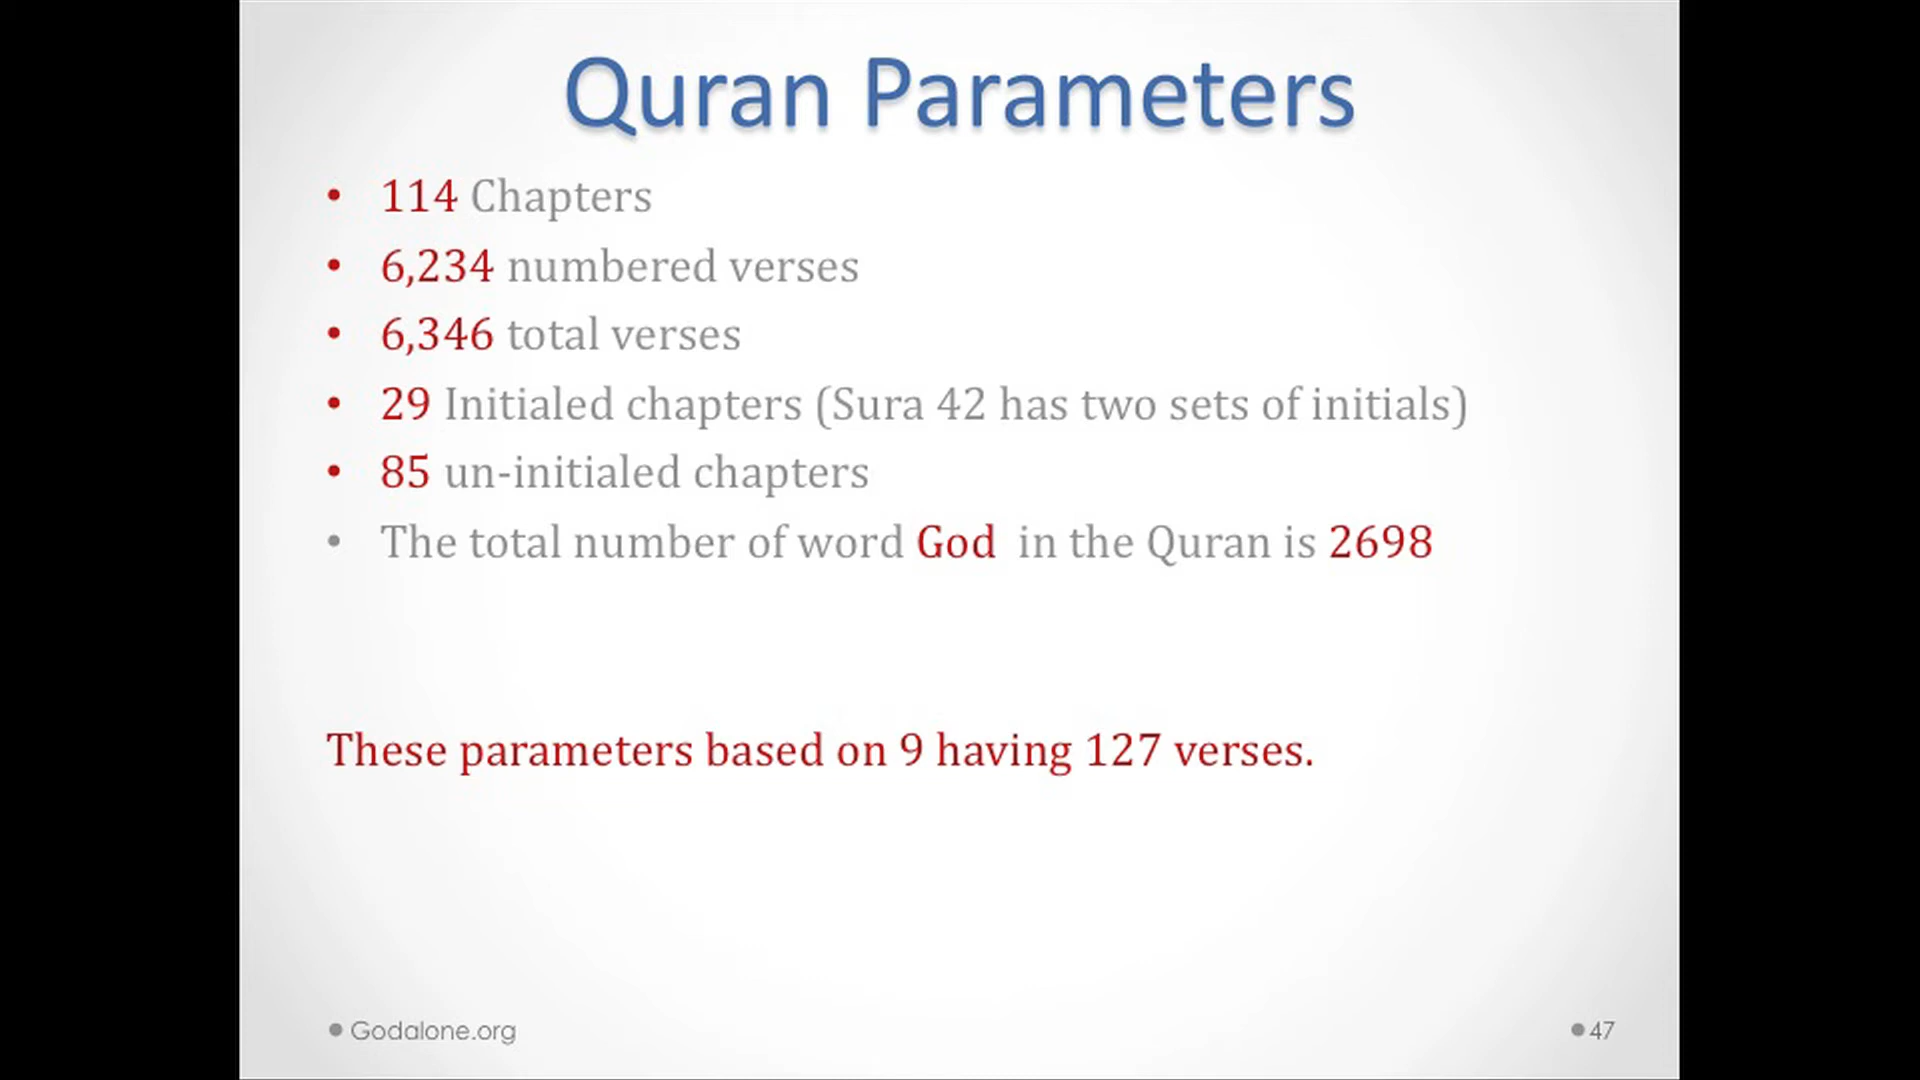 Quran Parameters
• 114 Chapters
• 6,234 numbered verses
• 6,346 total verses
• 29 Initialed chapters (Sura 42 has two sets of initials)
• 85 un-initialed chapters
• The total number of word God in the Quran is 2698
These parameters based on 9 having 127 verses.
• Godalone.org
• 47